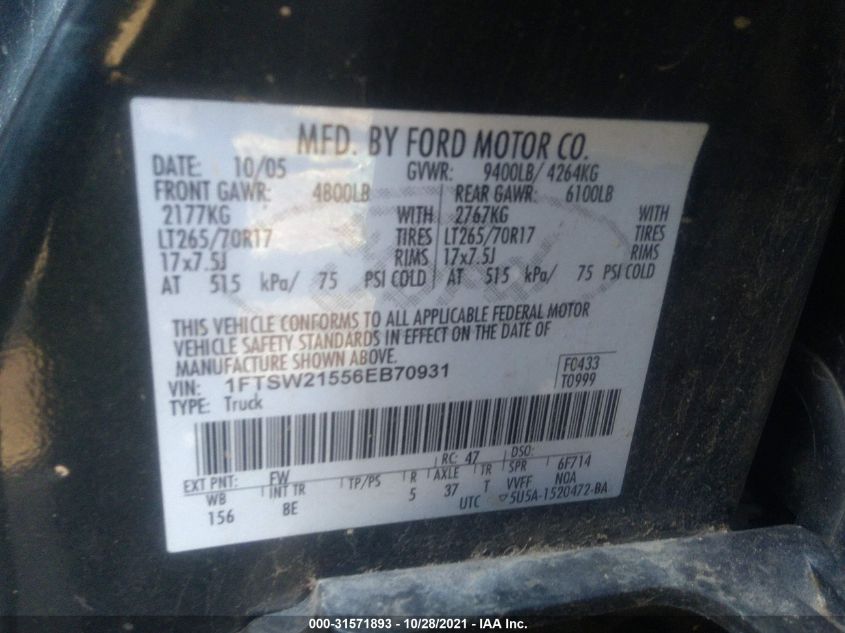 MFD. BY FORD MOTOR CO.
DATE: 10/05 GVWR: 9400LB/ 4264KG
FRONT GAWR: 4800LB REAR GAWR: 6100LB
2177KG WITH 2767KG WITH
LT265/70R17 TIRES LT265/70R17 TIRES
17x7.5J RIMS 17x7.5J RIMS
AT 515 kPa/ 75 PSI COLD AT 515 kPa/ 75 PSI COLD
THIS VEHICLE CONFORMS TO ALL APPLICABLE FEDERAL MOTOR
VEHICLE SAFETY STANDARDS IN EFFECT ON THE DATE OF
MANUFACTURE SHOWN ABOVE.
VIN: 1FTSW21556EB70931 F0433
TYPE: Truck T0999
EXT PNT: FW RC: 47 DSO:
WB INT TR TP/PS R AXLE TR SPR 6F714
156 BE 5 37 T VVFF NOA
UTC ▽5U5A-1520472-BA
000-31571893 - 10/28/2021 - IAA Inc.